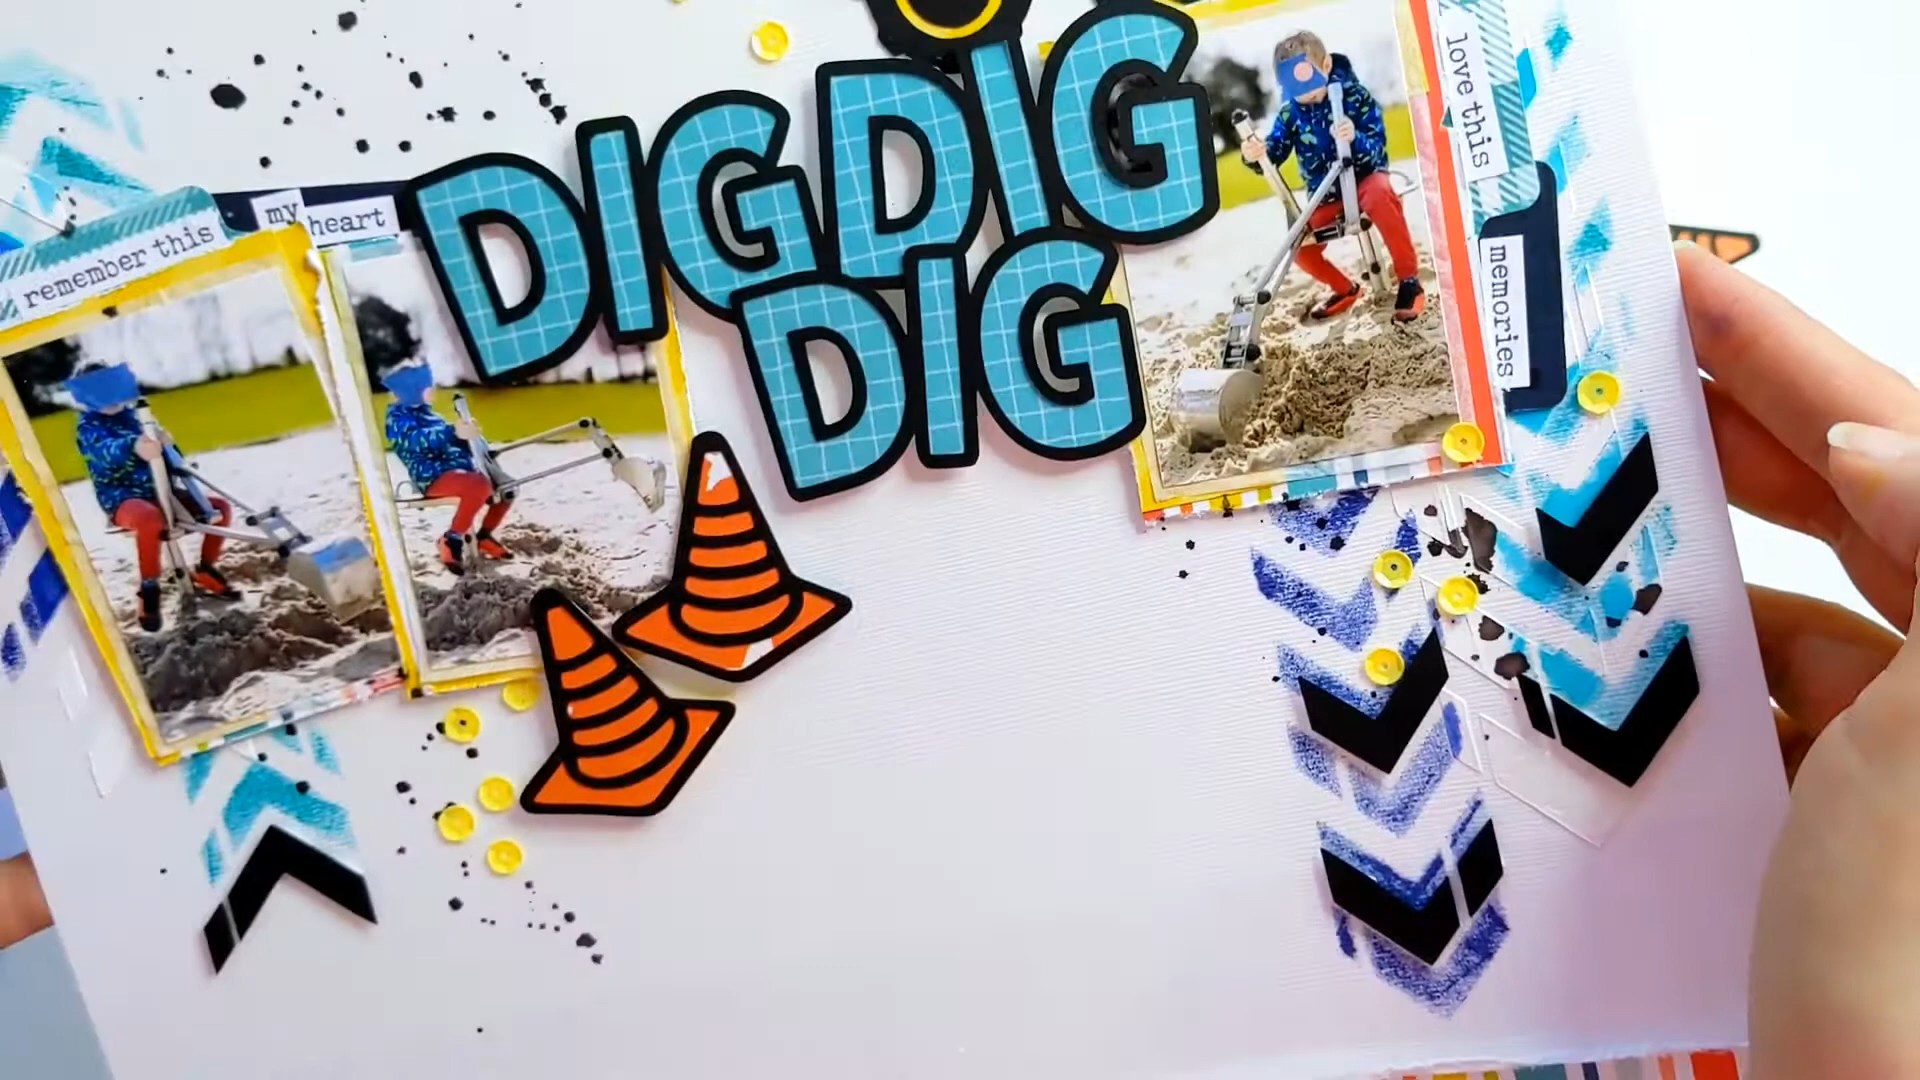 DIG DIG
DIG
remember this
my heart
love this
memories